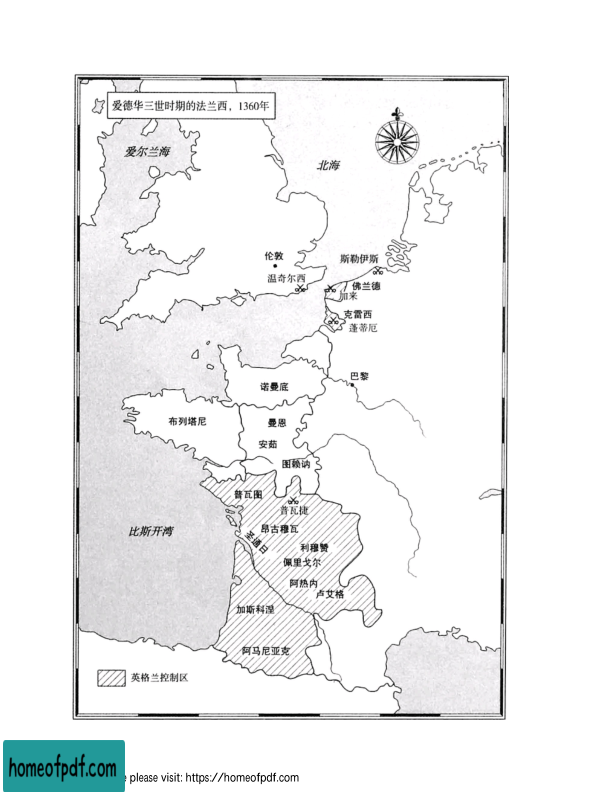 爱德华三世时期的法兰西，1360年
爱尔兰海
北海
伦敦
斯勒伊斯
温奇尔西
佛兰德
加来
克雷西
蓬蒂厄
诺曼底
巴黎
布列塔尼
曼恩
安茹
图赖讷
普瓦图
普瓦捷
昂古穆瓦
圣通日
比斯开湾
利穆赞
佩里戈尔
阿热内
卢艾格
加斯科涅
阿马尼亚克
英格兰控制区
homeofpdf.com
please visit: https://homeofpdf.com